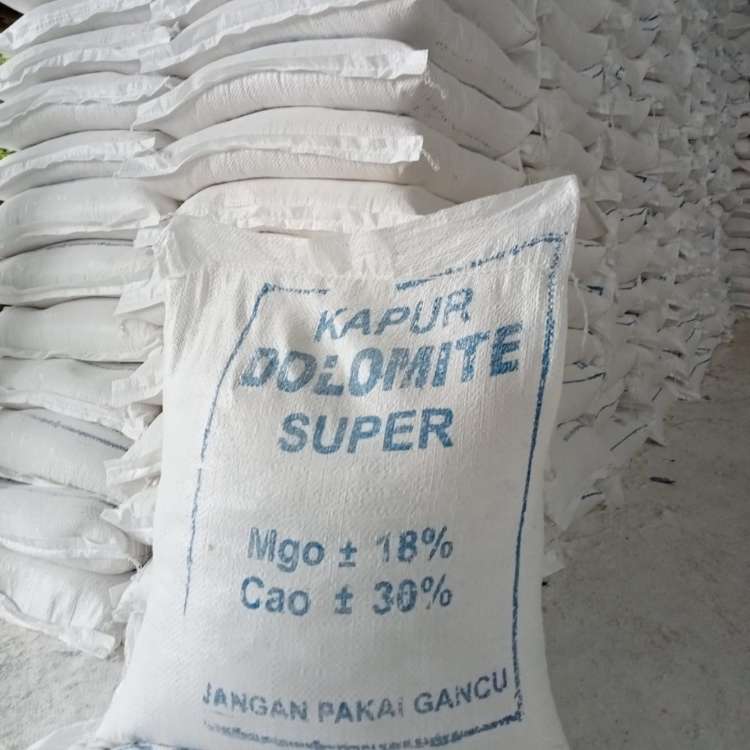 KAPUR
DOLOMITE
SUPER
Mgo ± 18%
Cao ± 30%
JANGAN PAKAI GANCU